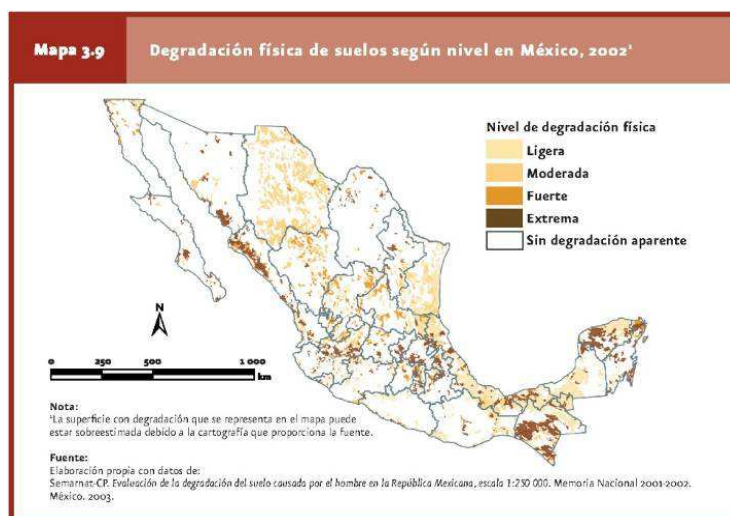 Mapa 3.9
Degradación física de suelos según nivel en México, 2002¹
Nivel de degradación física
Ligera
Moderada
Fuerte
Extrema
Sin degradación aparente
N
0 250 500 1 000
km
Nota:
¹La superficie con degradación que se representa en el mapa puede
estar sobreestimada debido a la cartografía que proporciona la fuente.
Fuente:
Elaboración propia con datos de:
Semarnat-CP. Evaluación de la degradación del suelo causada por el hombre en la República Mexicana, escala 1:250 000. Memoria Nacional 2001-2002.
México. 2003.